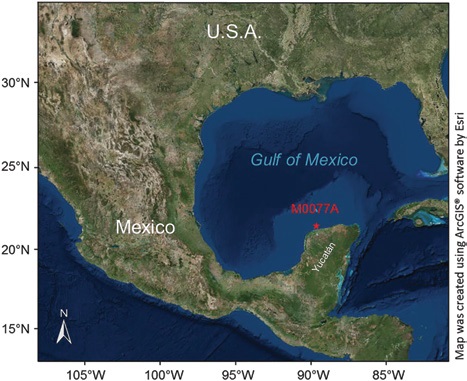 U.S.A.
30°N
25°N
Gulf of Mexico
M0077A
Mexico
20°N
Yucatán
15°N
N
105°W
100°W
95°W
90°W
85°W
Map was created using ArcGIS® software by Esri